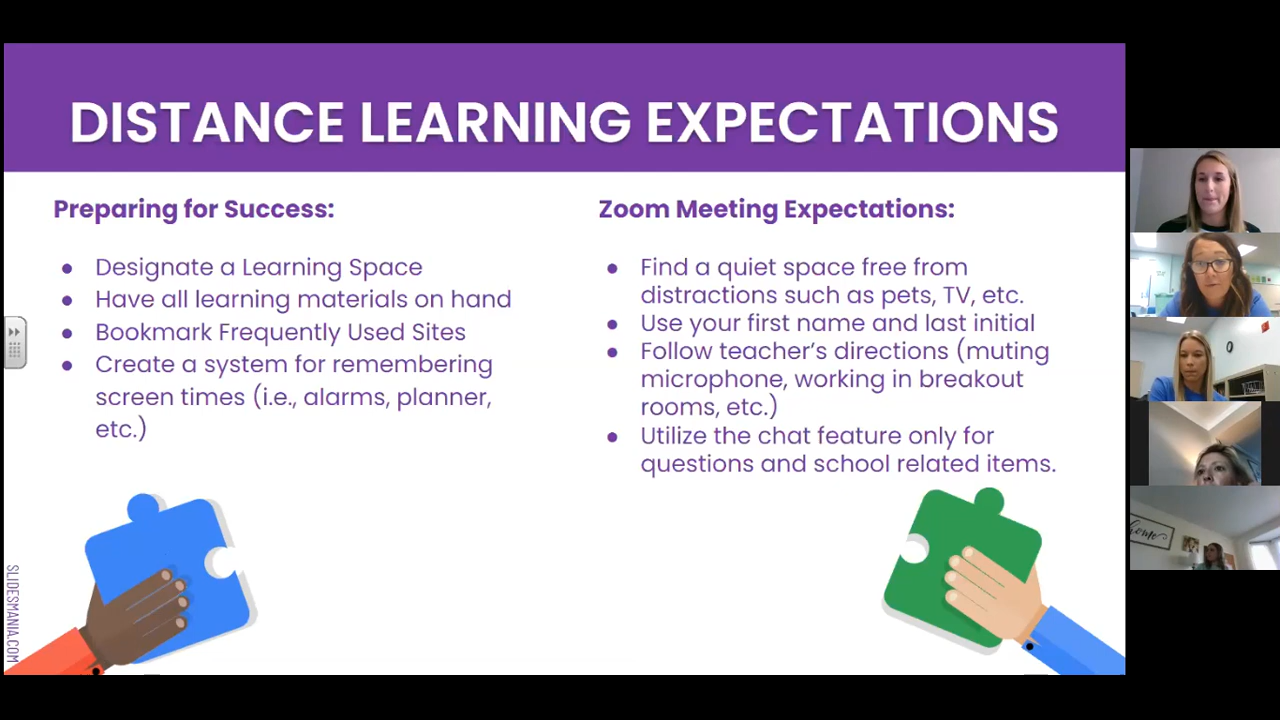 DISTANCE LEARNING EXPECTATIONS
Preparing for Success:
● Designate a Learning Space
● Have all learning materials on hand
● Bookmark Frequently Used Sites
● Create a system for remembering
screen times (i.e., alarms, planner,
etc.)
Zoom Meeting Expectations:
● Find a quiet space free from
distractions such as pets, TV, etc.
● Use your first name and last initial
● Follow teacher's directions (muting
microphone, working in breakout
rooms, etc.)
● Utilize the chat feature only for
questions and school related items.
SLIDESMANIA.COM
home